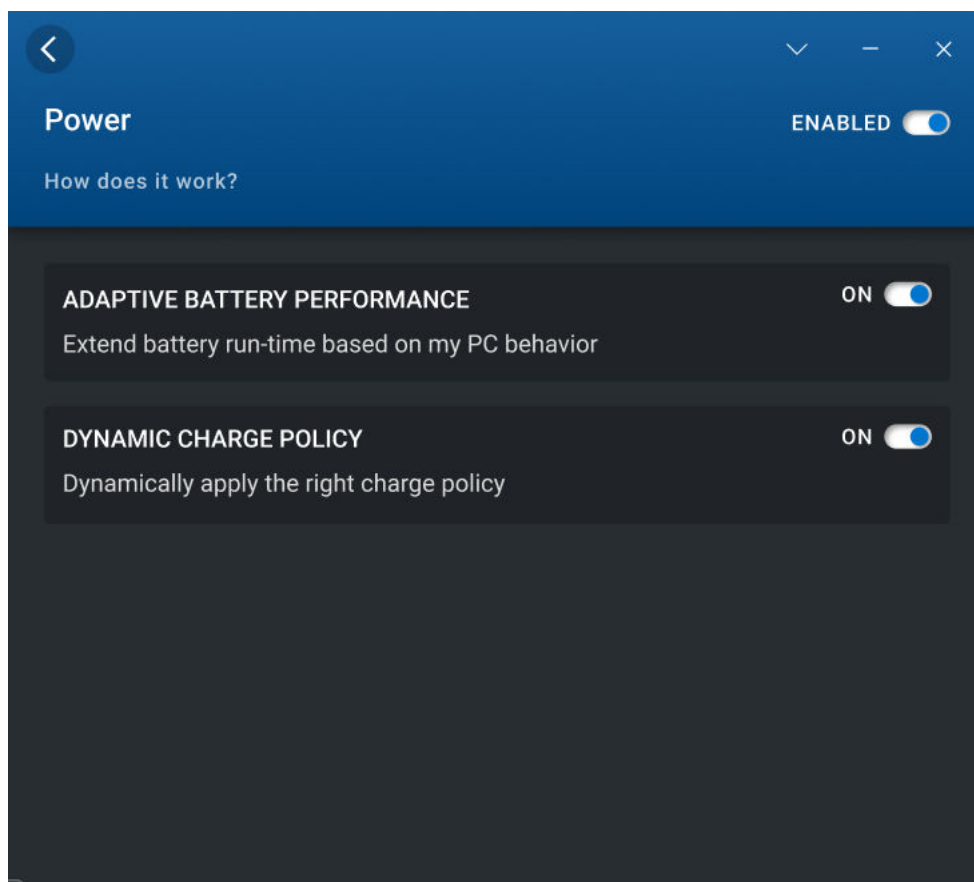 Power
ENABLED
How does it work?
ADAPTIVE BATTERY PERFORMANCE
ON
Extend battery run-time based on my PC behavior
DYNAMIC CHARGE POLICY
ON
Dynamically apply the right charge policy